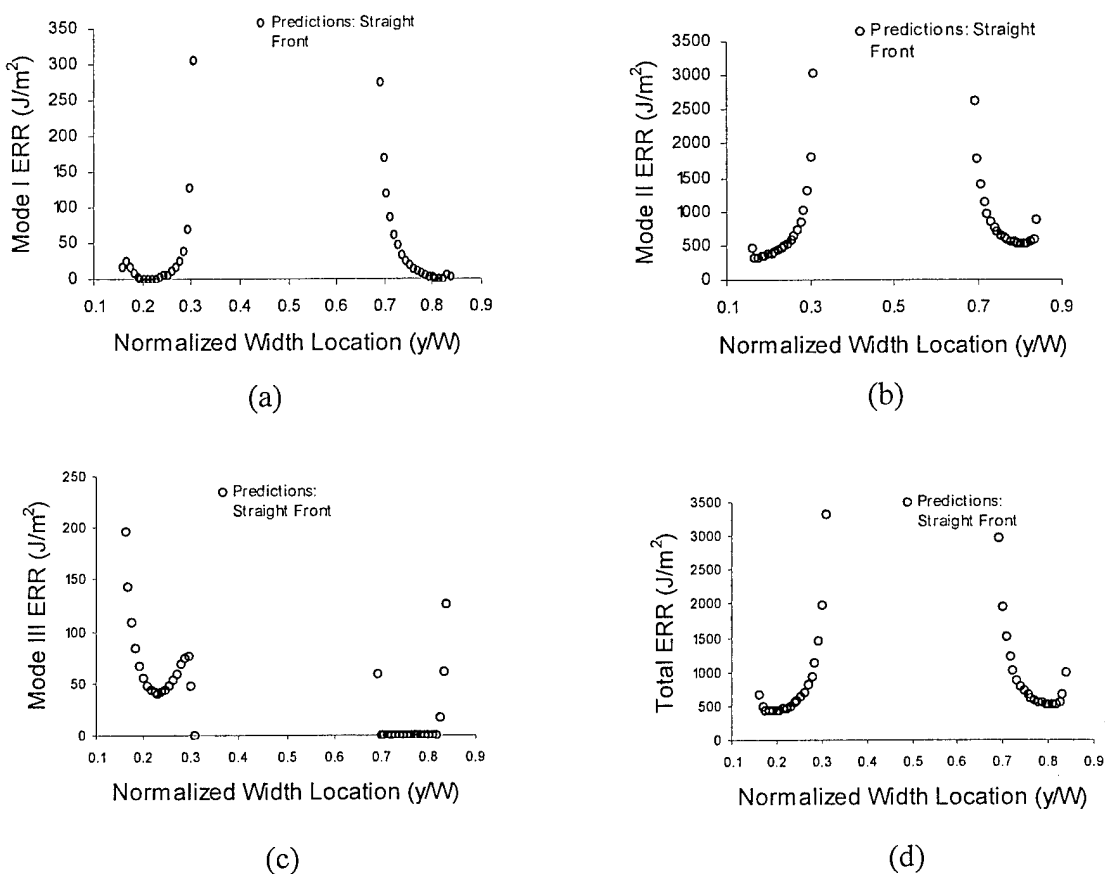 Predictions: Straight
Front
350
300
250
200
150
100
50
0
Mode I ERR (J/m²)
0.1 0.2 0.3 0.4 0.5 0.6 0.7 0.8 0.9
Normalized Width Location (y/W)
(a)
Predictions: Straight
Front
3500
3000
2500
2000
1500
1000
500
0
Mode II ERR (J/m²)
0.1 0.3 0.5 0.7 0.9
Normalized Width Location (y/W)
(b)
Predictions:
Straight Front
250
200
150
100
50
0
Mode III ERR (J/m²)
0.1 0.2 0.3 0.4 0.5 0.6 0.7 0.8 0.9
Normalized Width Location (y/W)
(c)
Predictions:
Straight Front
3500
3000
2500
2000
1500
1000
500
0
Total ERR (J/m²)
0.1 0.2 0.3 0.4 0.5 0.6 0.7 0.8 0.9
Normalized Width Location (y/W)
(d)